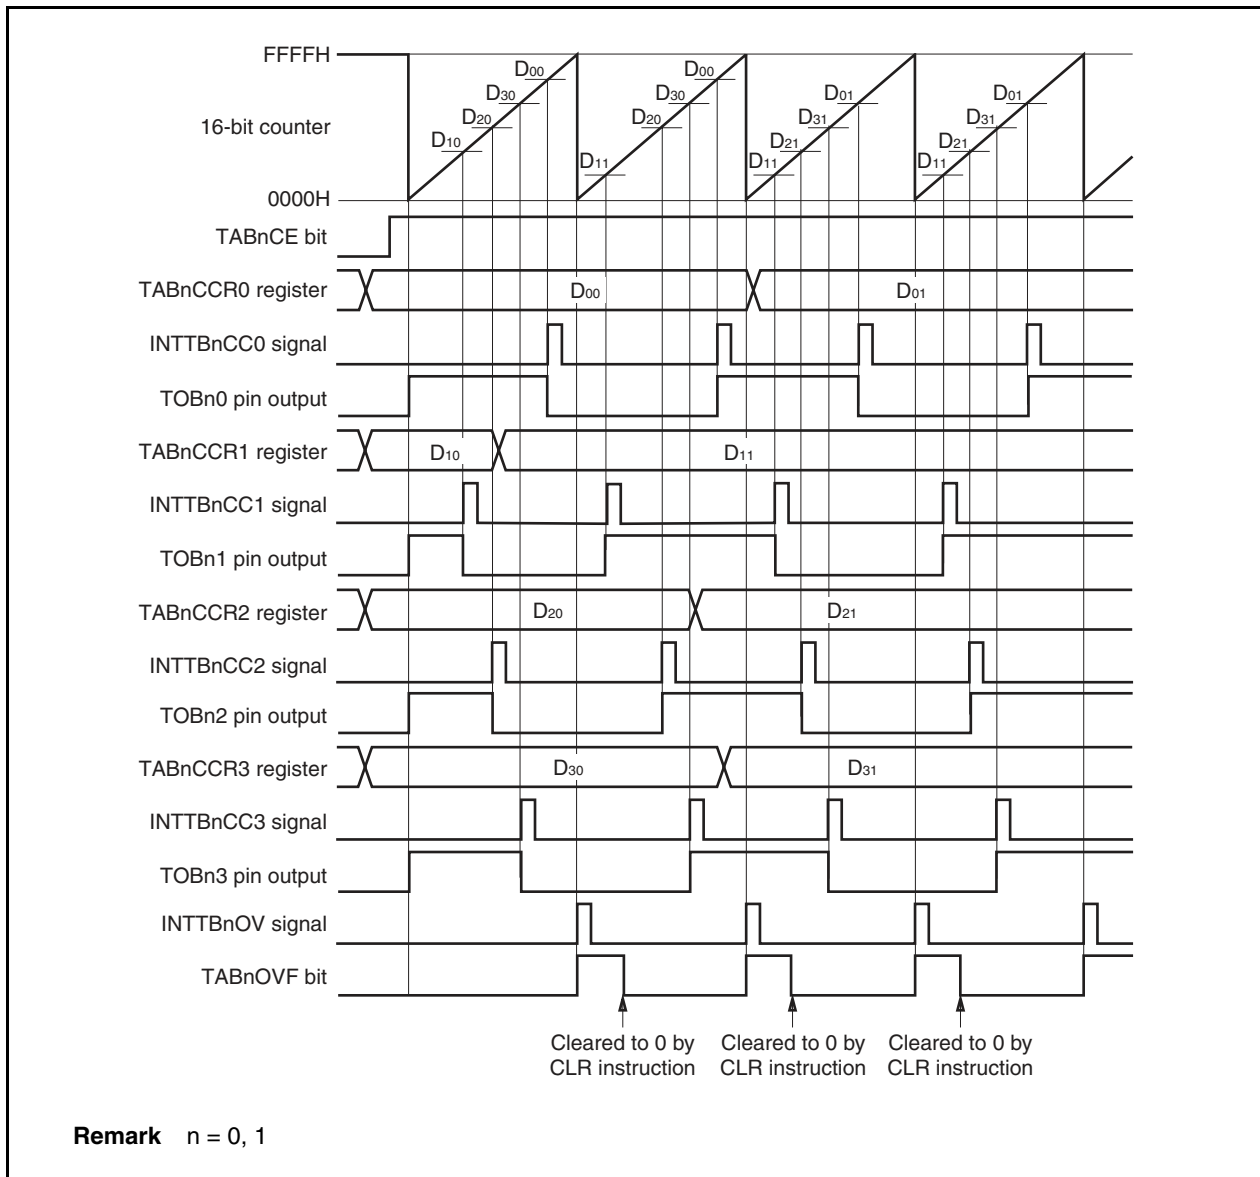 FFFFH
16-bit counter
0000H
D10 D20 D30 D00
D11 D20 D30 D00
D11 D21 D31 D01
D11 D21 D31 D01
TABnCE bit
TABnCCR0 register D00 D01
INTTBnCC0 signal
TOBn0 pin output
TABnCCR1 register D10 D11
INTTBnCC1 signal
TOBn1 pin output
TABnCCR2 register D20 D21
INTTBnCC2 signal
TOBn2 pin output
TABnCCR3 register D30 D31
INTTBnCC3 signal
TOBn3 pin output
INTTBnOV signal
TABnOVF bit
Cleared to 0 by
CLR instruction
Cleared to 0 by
CLR instruction
Cleared to 0 by
CLR instruction
Remark n = 0, 1